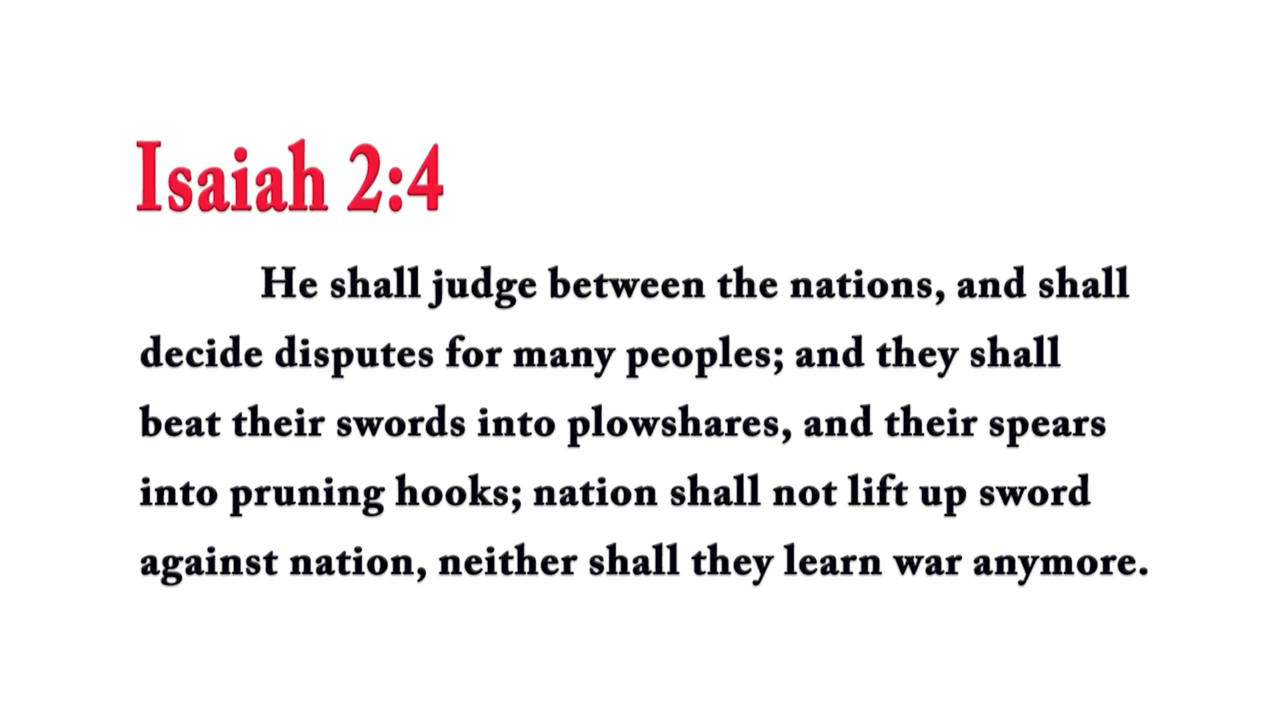 Isaiah 2:4
He shall judge between the nations, and shall
decide disputes for many peoples; and they shall
beat their swords into plowshares, and their spears
into pruning hooks; nation shall not lift up sword
against nation, neither shall they learn war anymore.